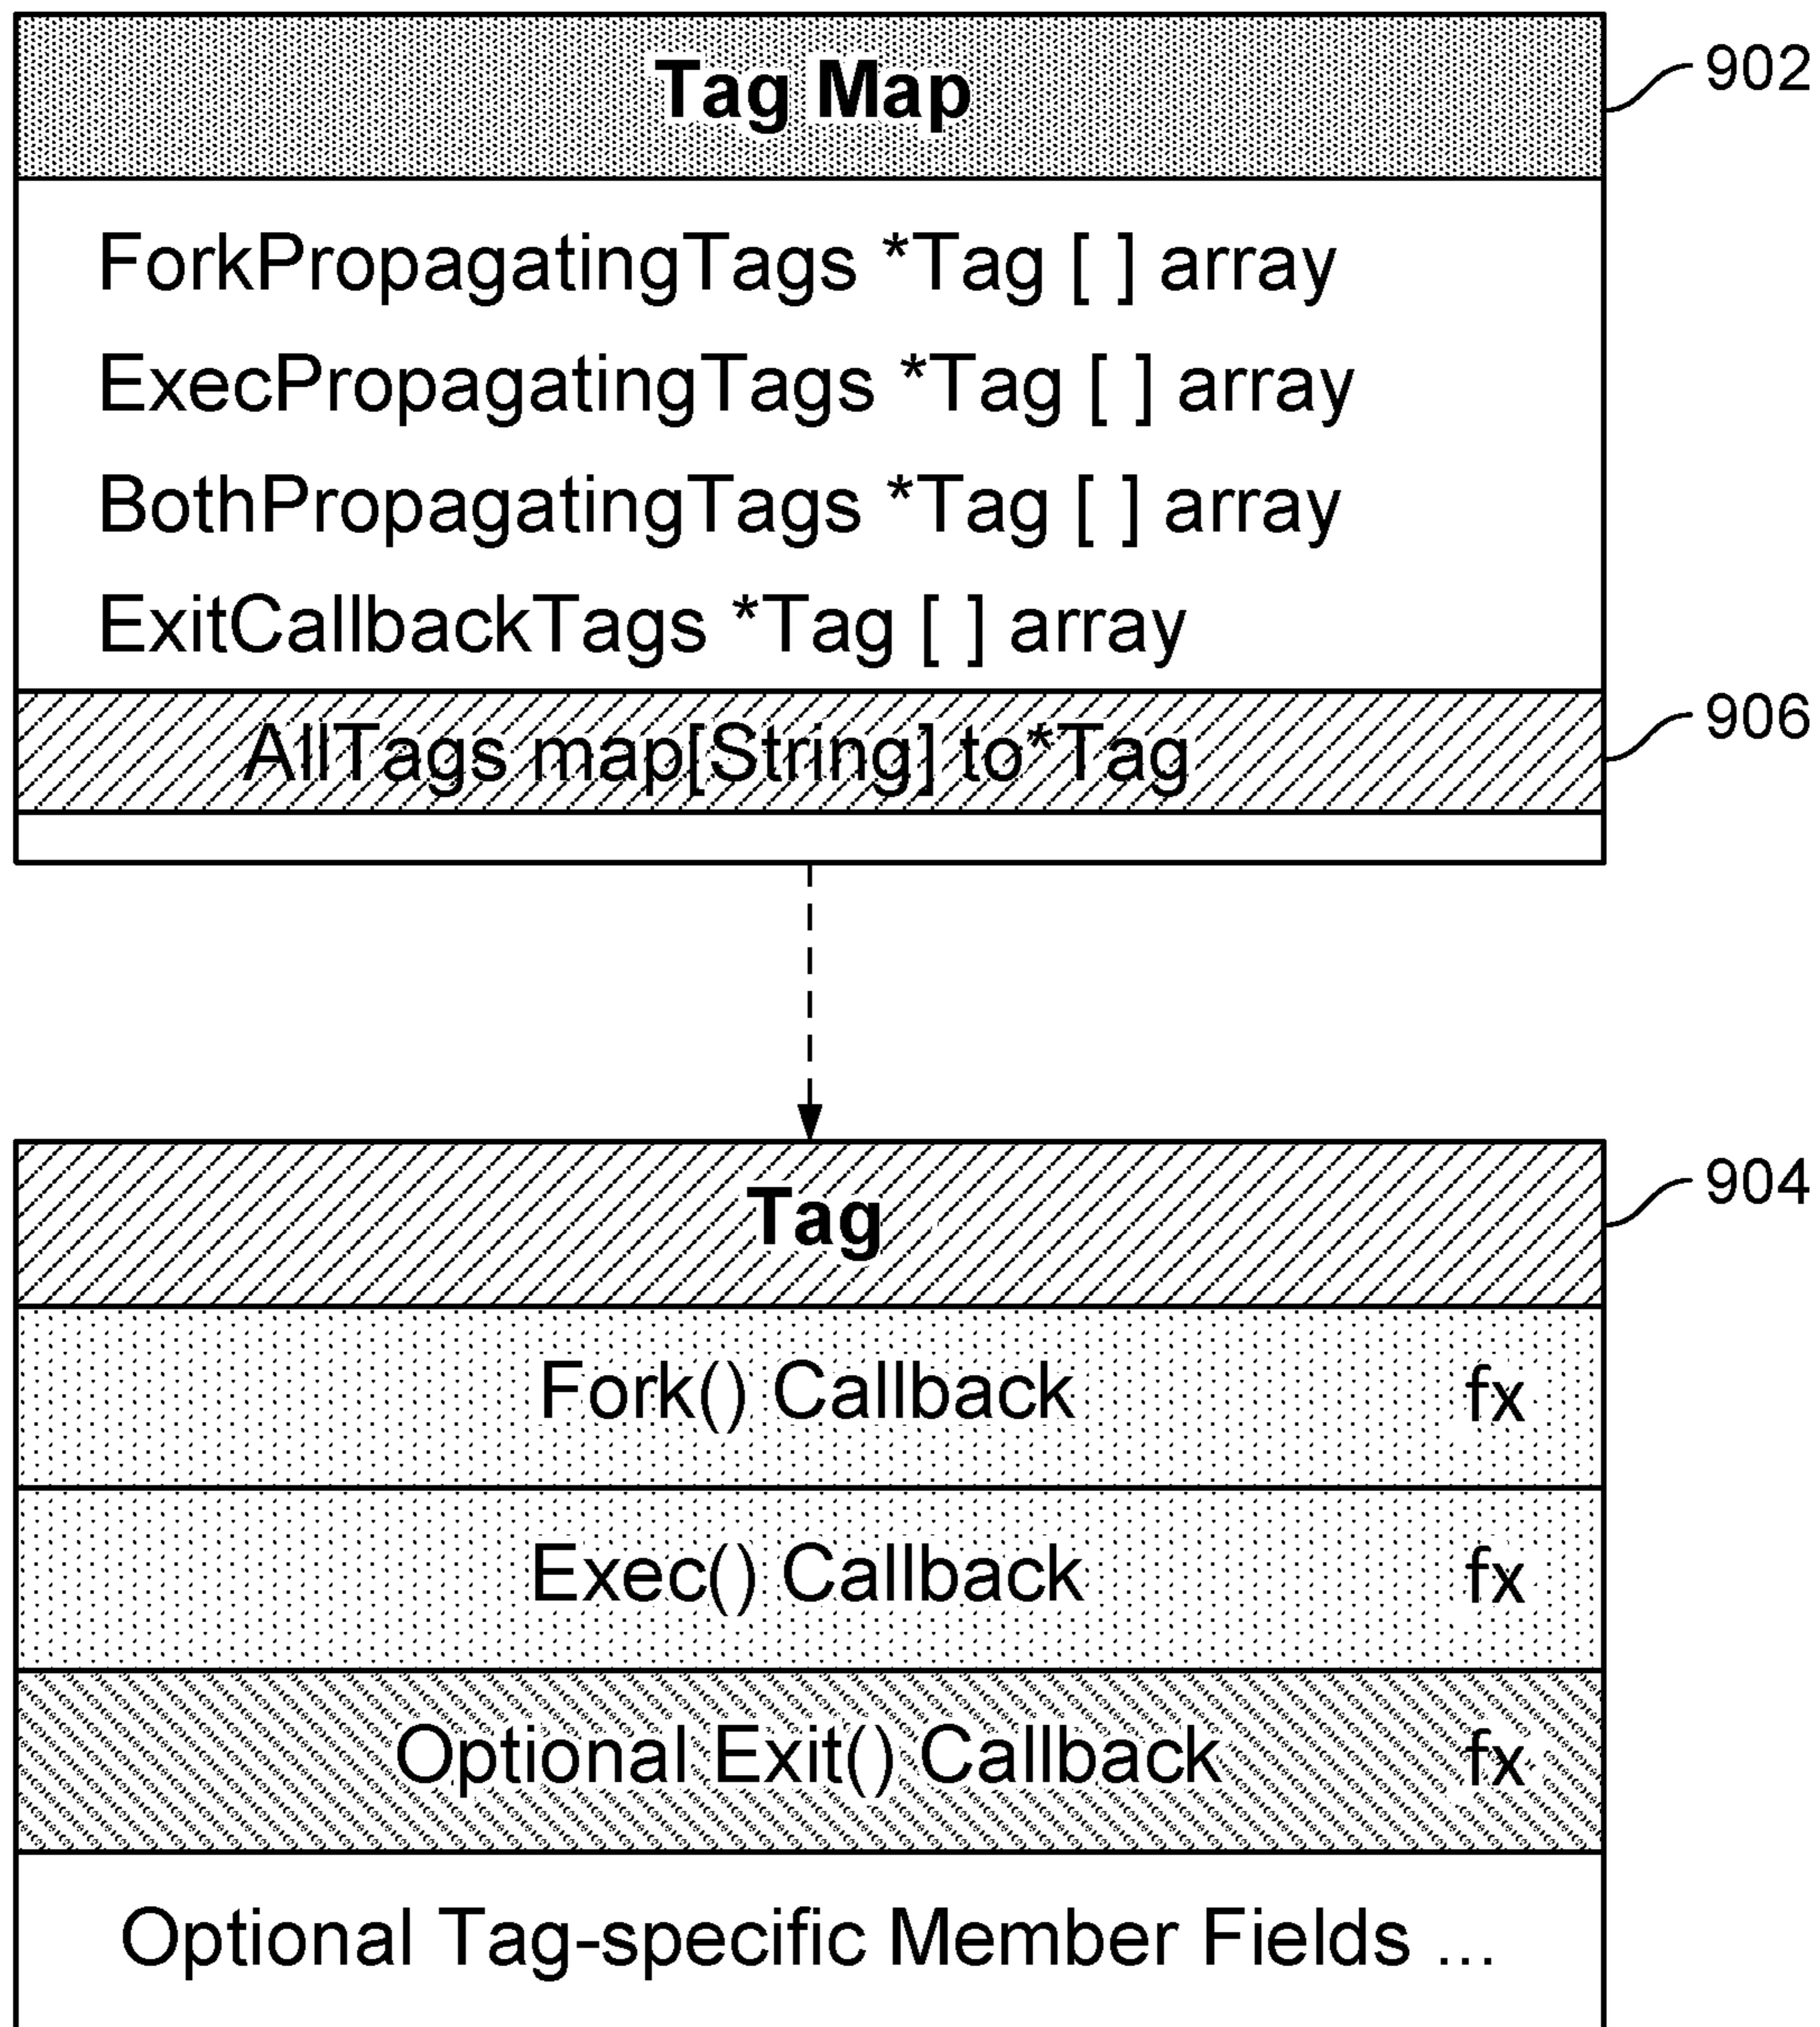 Tag Map
902
ForkPropagatingTags *Tag [ ] array
ExecPropagatingTags *Tag [ ] array
BothPropagatingTags *Tag [ ] array
ExitCallbackTags *Tag [ ] array
AllTags map[String] to*Tag
906
Tag
904
Fork() Callback fx
Exec() Callback fx
Optional Exit() Callback fx
Optional Tag-specific Member Fields ...